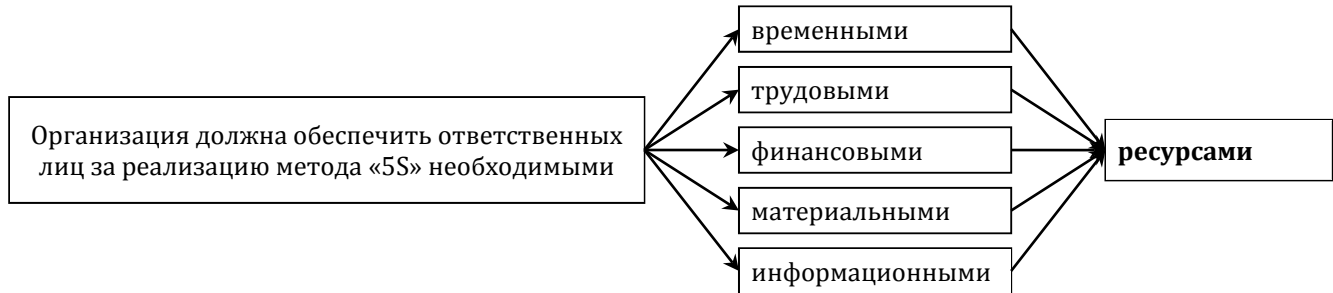 Организация должна обеспечить ответственных
лиц за реализацию метода «5S» необходимыми
временными
трудовыми
финансовыми
материальными
информационными
ресурсами